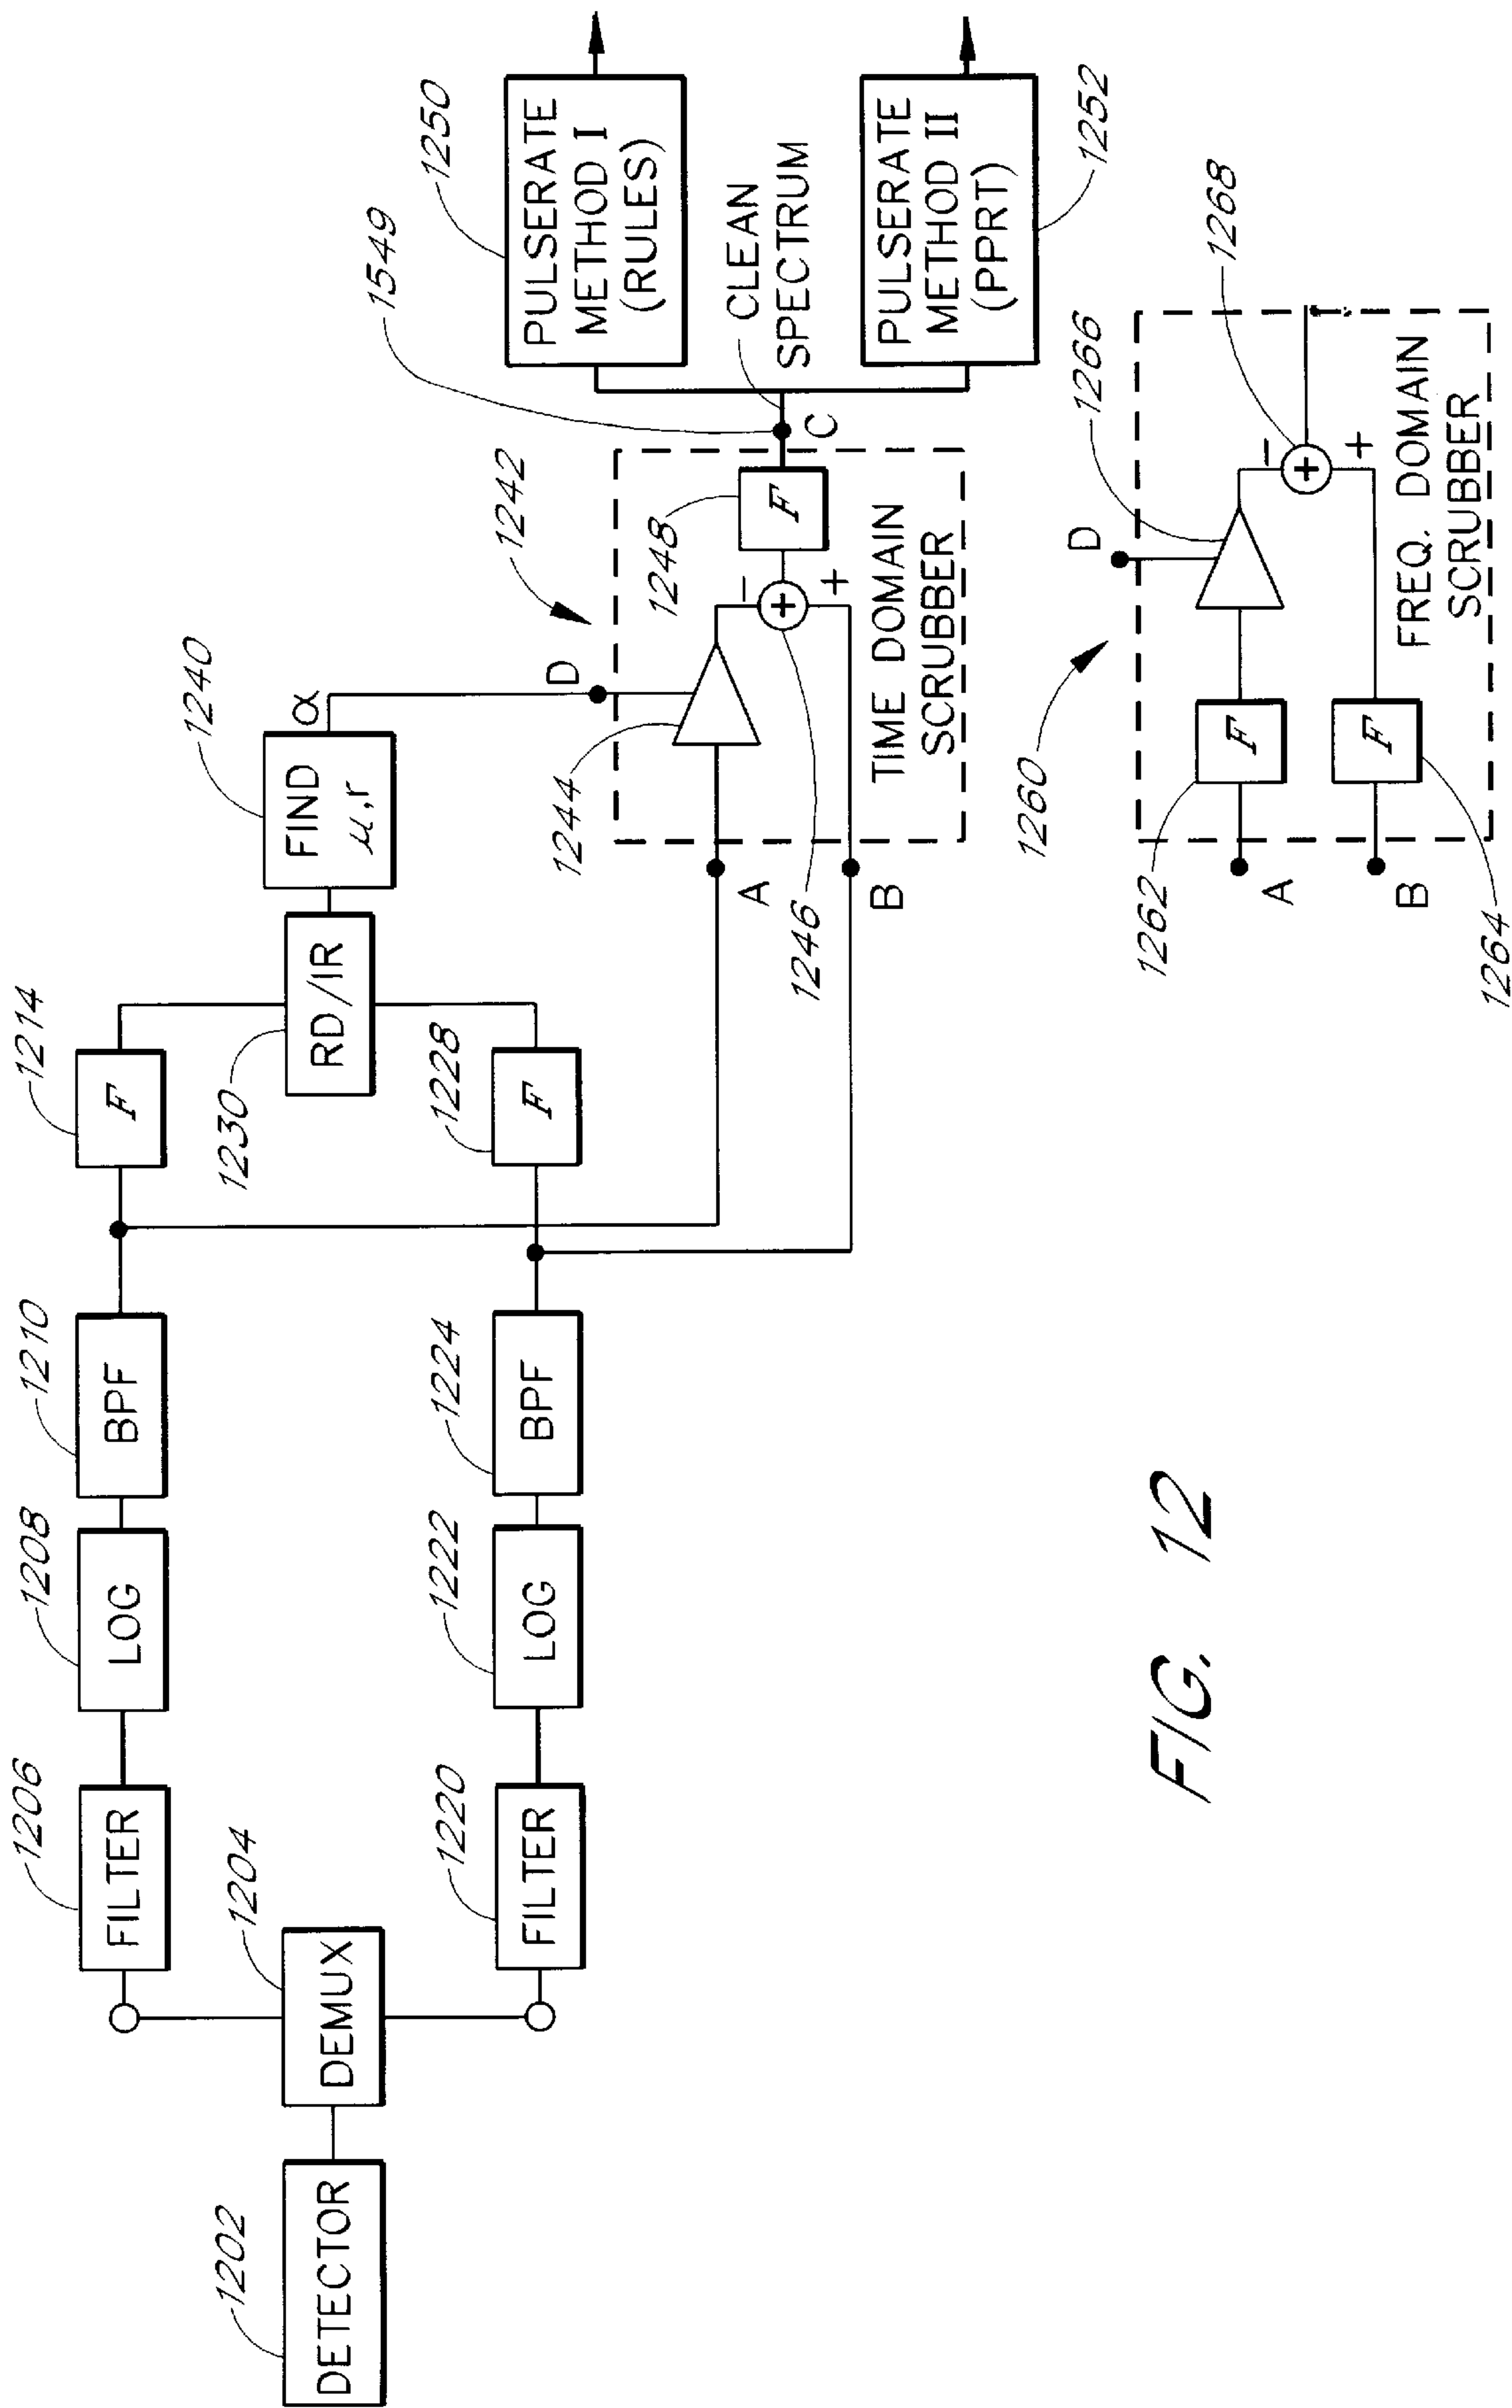 1202
DETECTOR
1204
DEMUX
1206
FILTER
1208
LOG
1210
BPF
1214
F
1220
FILTER
1222
LOG
1224
BPF
1228
F
1230
RD/IR
1240
FIND
μ,r
α
D
1242
1244
A
B
1246
−
+
+
1248
F
TIME DOMAIN
SCRUBBER
C
1549
CLEAN
SPECTRUM
1250
PULSERATE
METHOD I
(RULES)
1252
PULSERATE
METHOD II
(PPRT)
1260
D
A
1262
F
B
1264
F
1266
−
+
+
1268
FREQ. DOMAIN
SCRUBBER
FIG. 12